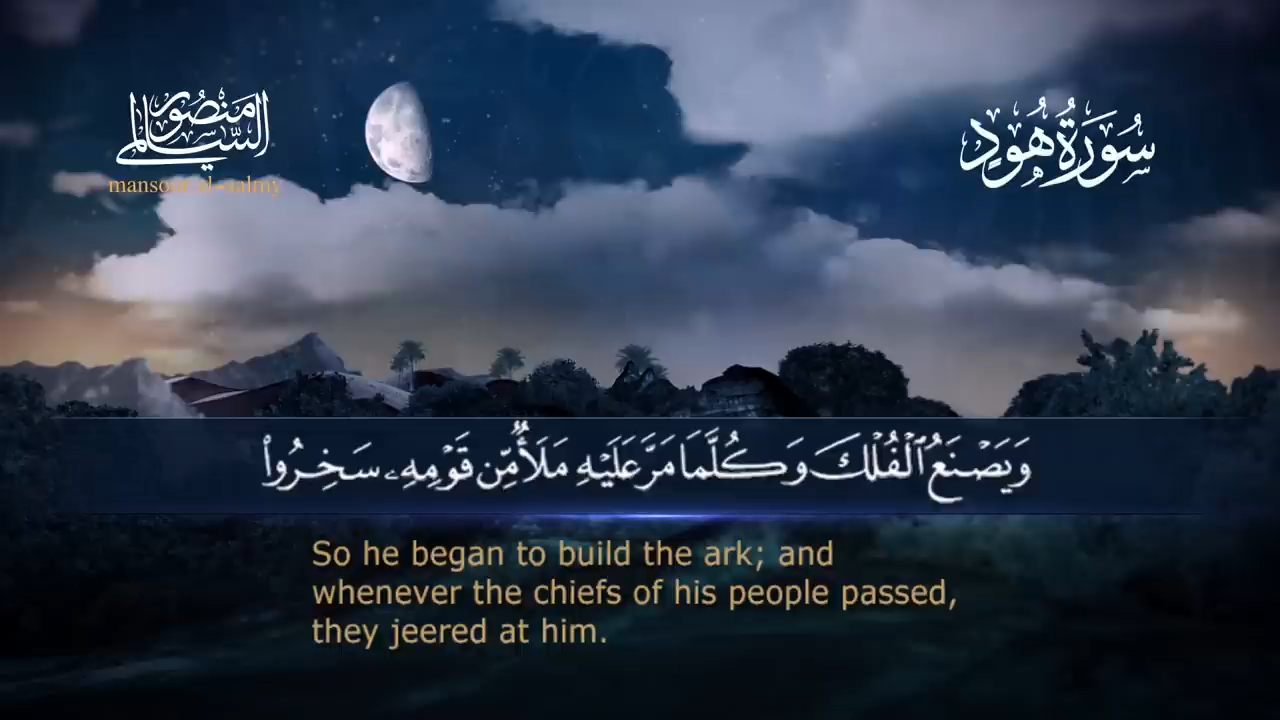 المنصور السالمي
mansour al-salmy
سُورَةُ هُودٍ
وَيَصْنَعُ ٱلْفُلْكَ وَكُلَّمَا مَرَّ عَلَيْهِ مَلَأٌ مِّن قَوْمِهِۦ سَخِرُوا۟
So he began to build the ark; and
whenever the chiefs of his people passed,
they jeered at him.